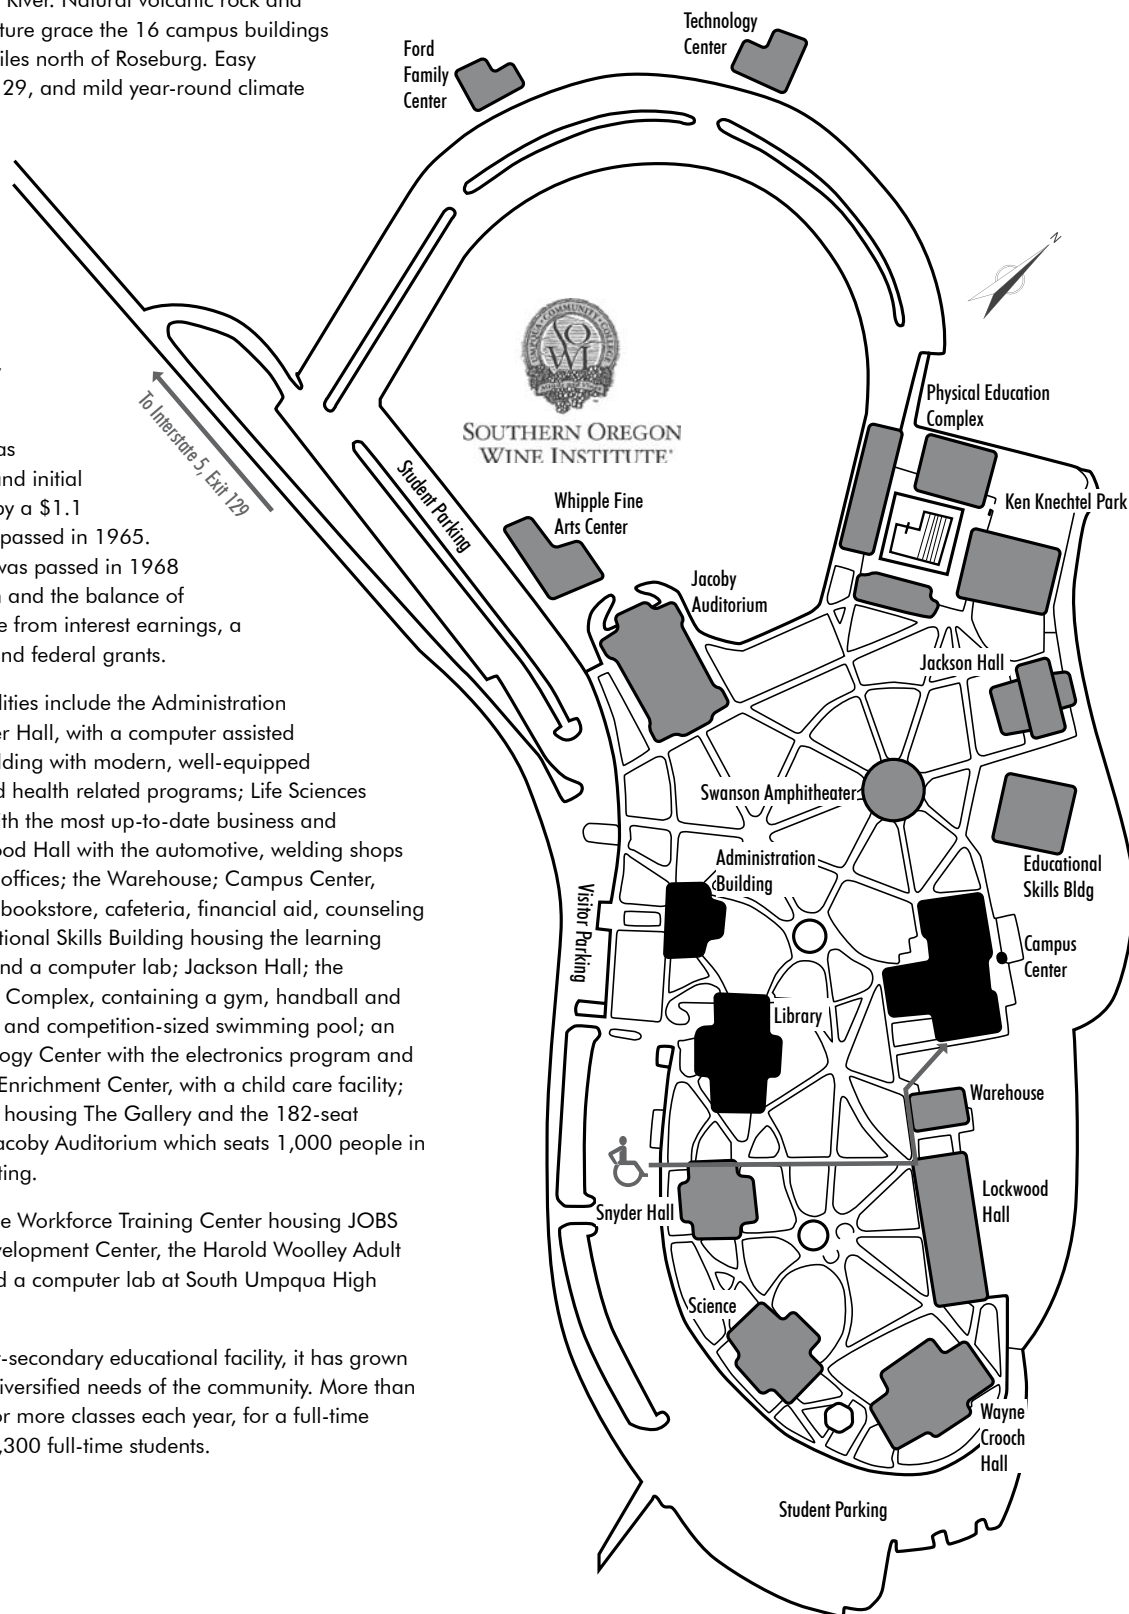 River. Natural volcanic rock and
ture grace the 16 campus buildings
iles north of Roseburg. Easy
29, and mild year-round climate
as
and initial
by a $1.1
passed in 1965.
was passed in 1968
and the balance of
e from interest earnings, a
nd federal grants.
lities include the Administration
er Hall, with a computer assisted
lding with modern, well-equipped
d health related programs; Life Sciences
ith the most up-to-date business and
ood Hall with the automotive, welding shops
offices; the Warehouse; Campus Center,
bookstore, cafeteria, financial aid, counseling
tional Skills Building housing the learning
nd a computer lab; Jackson Hall; the
Complex, containing a gym, handball and
and competition-sized swimming pool; an
logy Center with the electronics program and
Enrichment Center, with a child care facility;
housing The Gallery and the 182-seat
acoby Auditorium which seats 1,000 people in
ting.
e Workforce Training Center housing JOBS
velopment Center, the Harold Woolley Adult
d a computer lab at South Umpqua High
-secondary educational facility, it has grown
iversified needs of the community. More than
or more classes each year, for a full-time
,300 full-time students.
Ford
Family
Center
Technology
Center
N
To Interstate 5, Exit 129
UMPQUA · COMMUNITY · COLLEGE
SOWI
SOUTHERN OREGON
WINE INSTITUTE
Student Parking
Whipple Fine
Arts Center
Jacoby
Auditorium
Physical Education
Complex
Ken Knechtel Park
Jackson Hall
Swanson Amphitheater
Educational
Skills Bldg
Administration
Building
Visitor Parking
Campus
Center
Library
Warehouse
Lockwood
Hall
Snyder Hall
Science
Wayne
Crooch
Hall
Student Parking